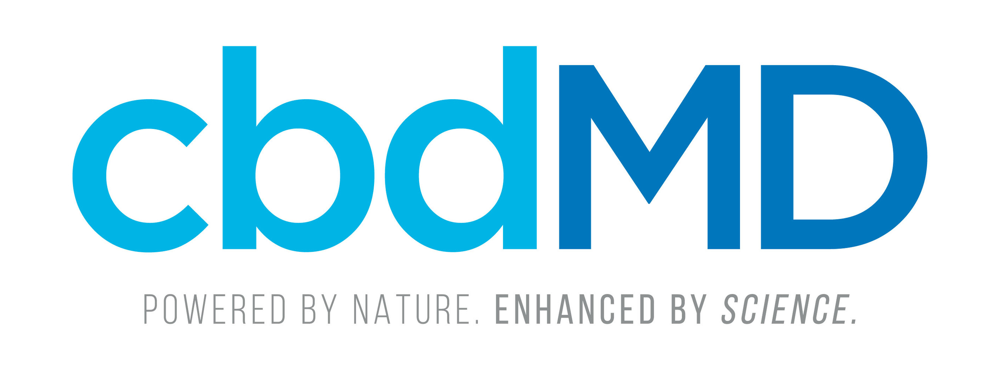 cbdMD
POWERED BY NATURE. ENHANCED BY SCIENCE.